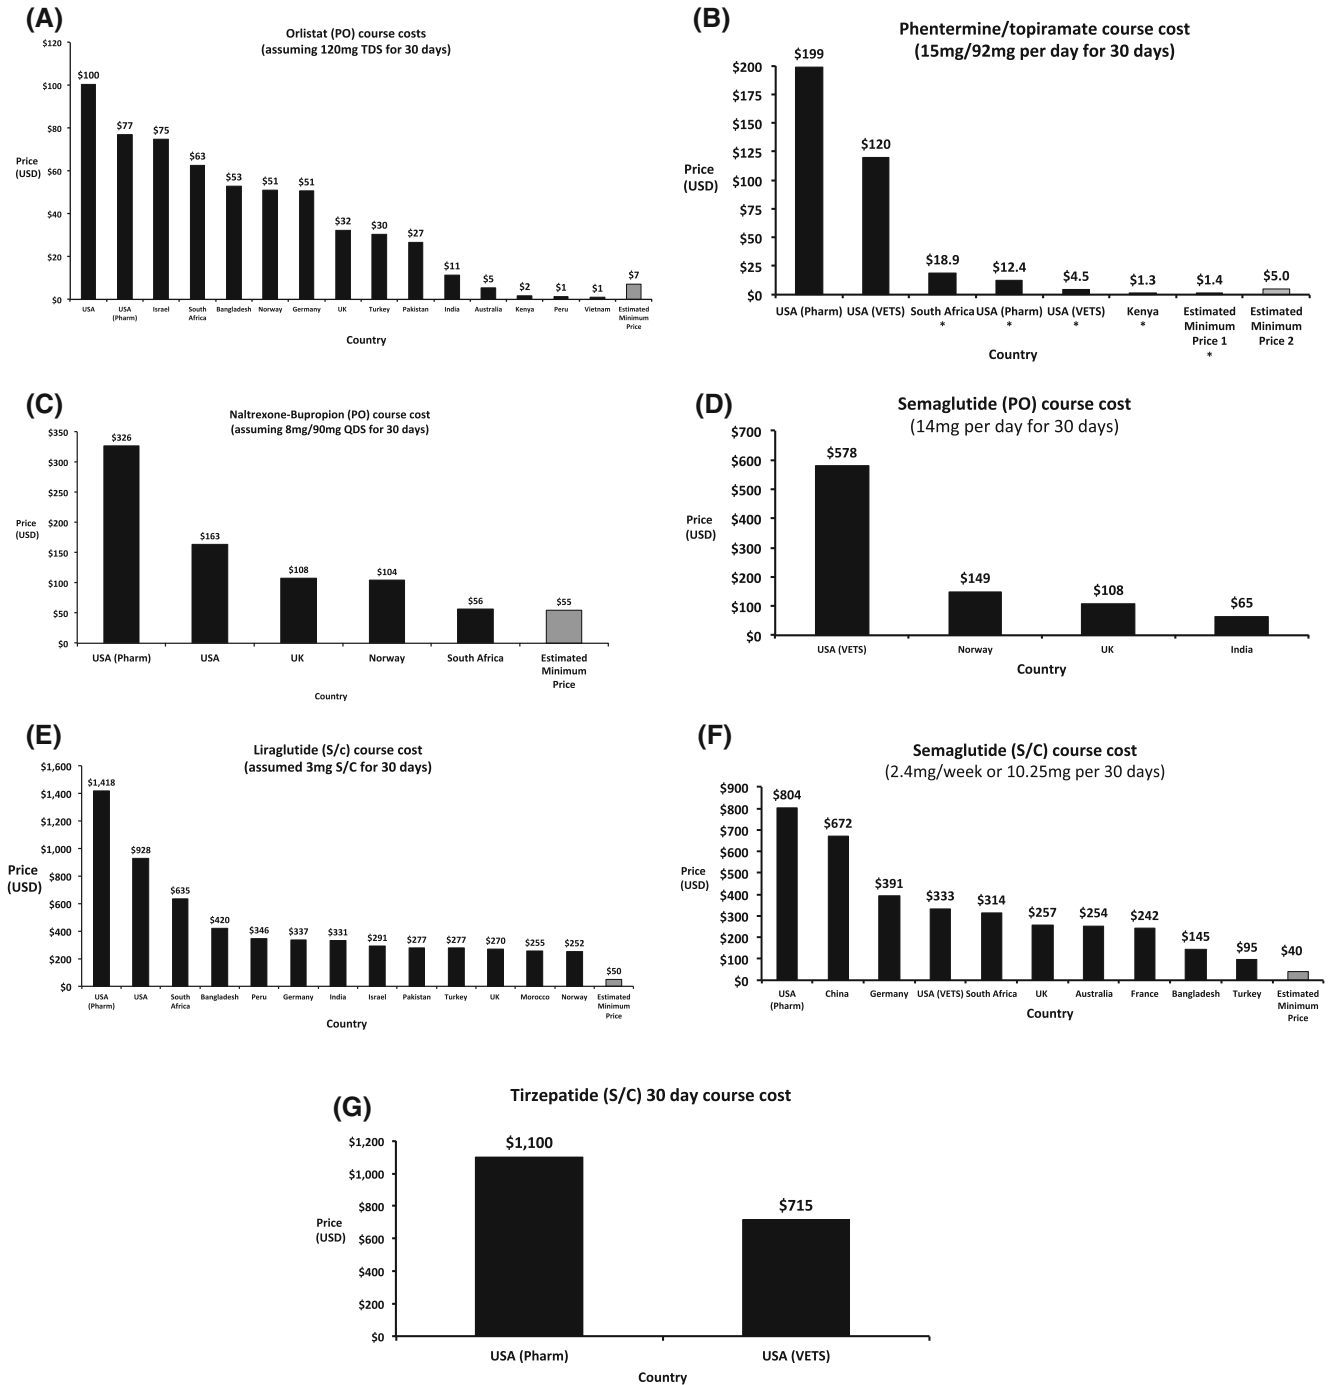 (A)
Orlistat (PO) course costs
(assuming 120mg TDS for 30 days)
Price
(USD)
$120
$100
$80
$60
$40
$20
$0
$100
$77
$75
$63
$53
$51
$51
$32
$30
$27
$11
$5
$2
$1
$1
$7
USA
USA
(Pharm)
Israel
South
Africa
Bangladesh
Norway
Germany
UK
Turkey
Pakistan
India
Australia
Kenya
Peru
Vietnam
Estimated
Minimum
Price
Country
(B)
Phentermine/topiramate course cost
(15mg/92mg per day for 30 days)
Price
(USD)
$200
$175
$150
$125
$100
$75
$50
$25
$0
$199
$120
$18.9
$12.4
$4.5
$1.3
$1.4
$5.0
USA (Pharm)
USA (VETS)
South Africa
*
USA (Pharm)
*
USA (VETS)
*
Kenya
*
Estimated
Minimum
Price 1
*
Estimated
Minimum
Price 2
Country
(C)
Naltrexone-Bupropion (PO) course cost
(assuming 8mg/90mg QDS for 30 days)
Price
(USD)
$350
$300
$250
$200
$150
$100
$50
$0
$326
$163
$108
$104
$56
$55
USA (Pharm)
USA
UK
Norway
South Africa
Estimated
Minimum
Price
Country
(D)
Semaglutide (PO) course cost
(14mg per day for 30 days)
Price
(USD)
$700
$600
$500
$400
$300
$200
$100
$0
$578
$149
$108
$65
USA (VETS)
Norway
UK
India
Country
(E)
Liraglutide (S/c) course cost
(assumed 3mg S/C for 30 days)
Price
(USD)
$1,600
$1,400
$1,200
$1,000
$800
$600
$400
$200
$0
$1,418
$928
$635
$420
$346
$337
$331
$291
$277
$277
$270
$255
$252
$50
USA
(Pharm)
USA
South
Africa
Bangladesh
Peru
Germany
India
Israel
Pakistan
Turkey
UK
Morocco
Norway
Estimated
Minimum
Price
Country
(F)
Semaglutide (S/C) course cost
(2.4mg/week or 10.25mg per 30 days)
Price
(USD)
$900
$800
$700
$600
$500
$400
$300
$200
$100
$0
$804
$672
$391
$333
$314
$257
$254
$242
$145
$95
$40
USA
(Pharm)
China
Germany
USA (VETS)
South Africa
UK
Australia
France
Bangladesh
Turkey
Estimated
Minimum
Price
Country
(G)
Tirzepatide (S/C) 30 day course cost
Price
(USD)
$1,200
$1,000
$800
$600
$400
$200
$0
$1,100
$715
USA (Pharm)
USA (VETS)
Country